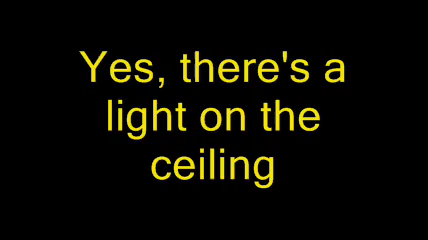 Yes, there's a
light on the
ceiling